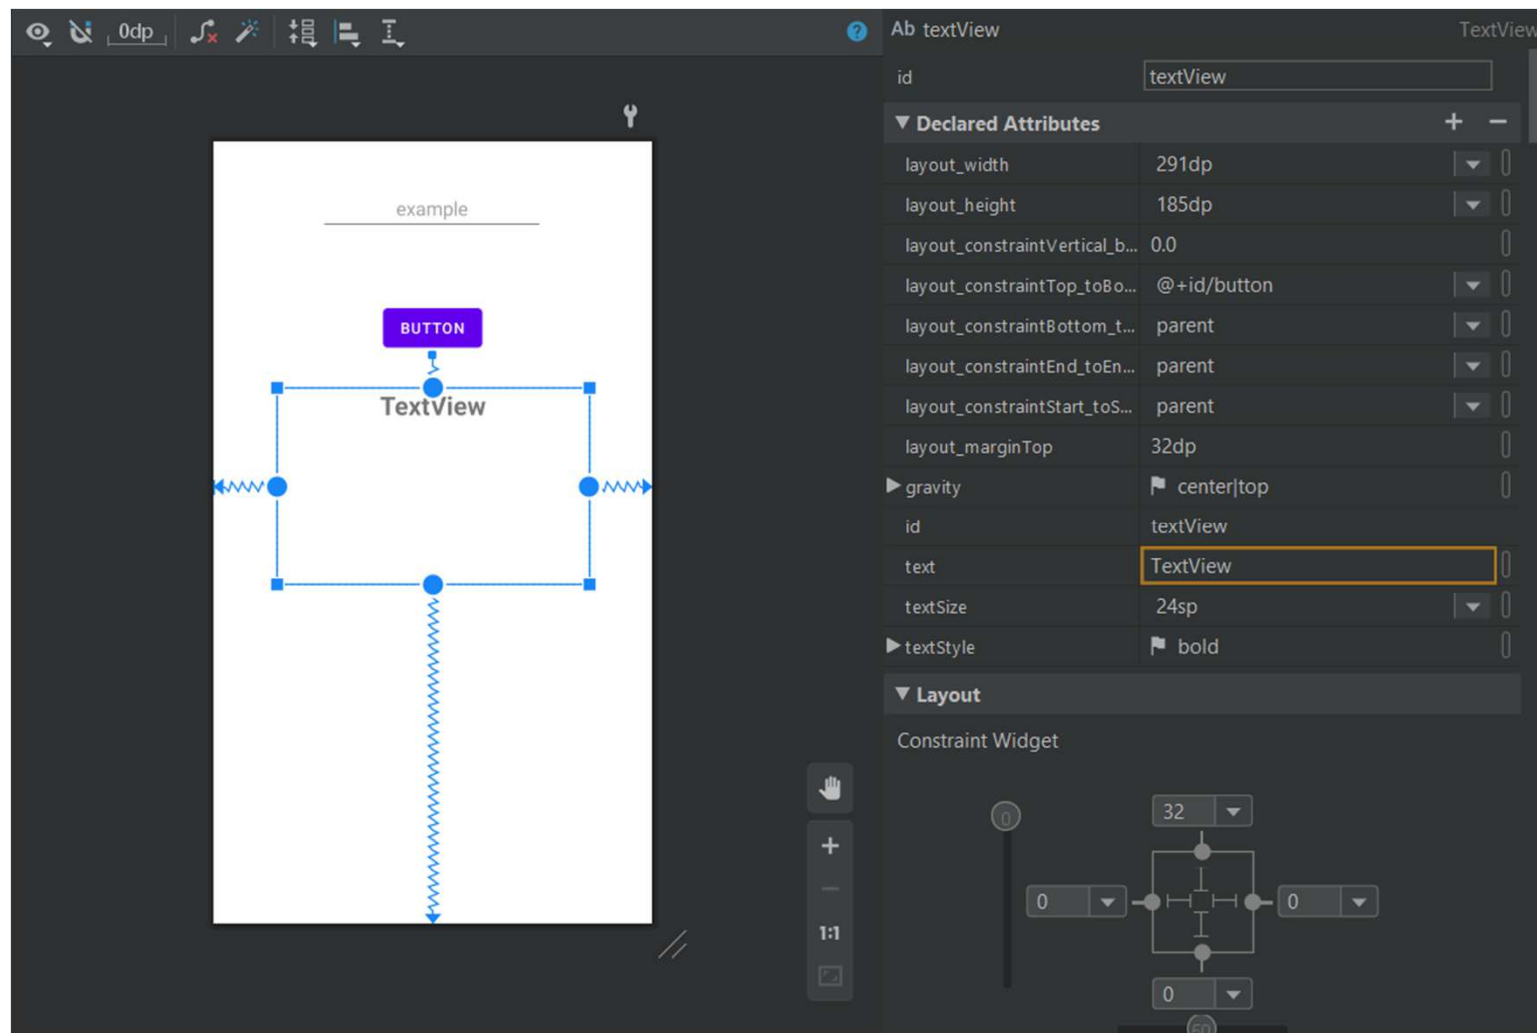 0dp
Ab textView TextView
id textView
Declared Attributes
layout_width 291dp
layout_height 185dp
layout_constraintVertical_b... 0.0
layout_constraintTop_toBo... @+id/button
layout_constraintBottom_t... parent
layout_constraintEnd_toEn... parent
layout_constraintStart_toS... parent
layout_marginTop 32dp
gravity center|top
id textView
text TextView
textSize 24sp
textStyle bold
Layout
Constraint Widget
0
32
0
0
0
60
example
BUTTON
TextView
1:1